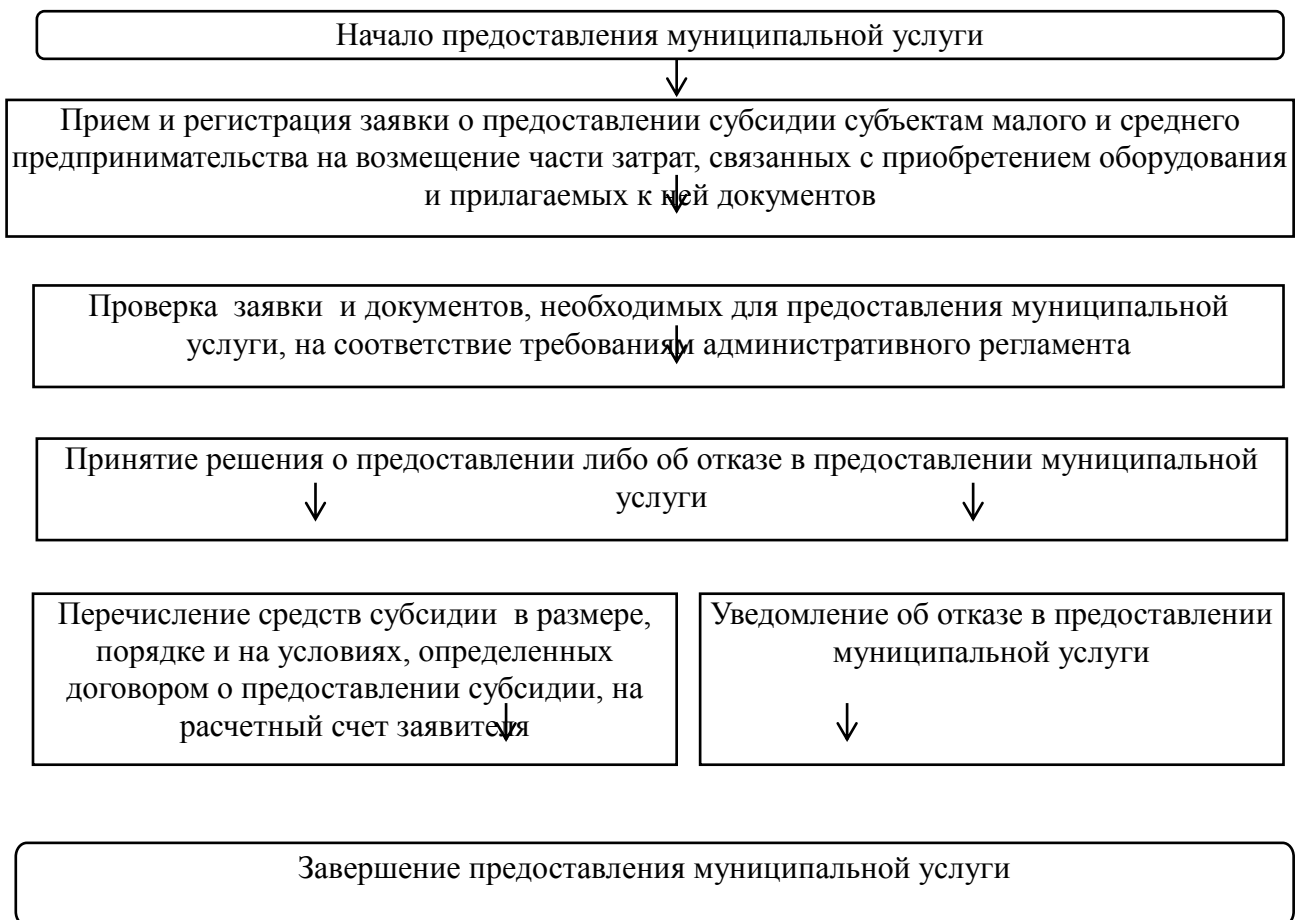 Начало предоставления муниципальной услуги
Прием и регистрация заявки о предоставлении субсидии субъектам малого и среднего
предпринимательства на возмещение части затрат, связанных с приобретением оборудования
и прилагаемых к ней документов
Проверка  заявки  и документов, необходимых для предоставления муниципальной
услуги, на соответствие требованиям административного регламента
Принятие решения о предоставлении либо об отказе в предоставлении муниципальной
услуги
Перечисление средств субсидии  в размере,
порядке и на условиях, определенных
договором о предоставлении субсидии, на
расчетный счет заявителя
Уведомление об отказе в предоставлении
муниципальной услуги
Завершение предоставления муниципальной услуги